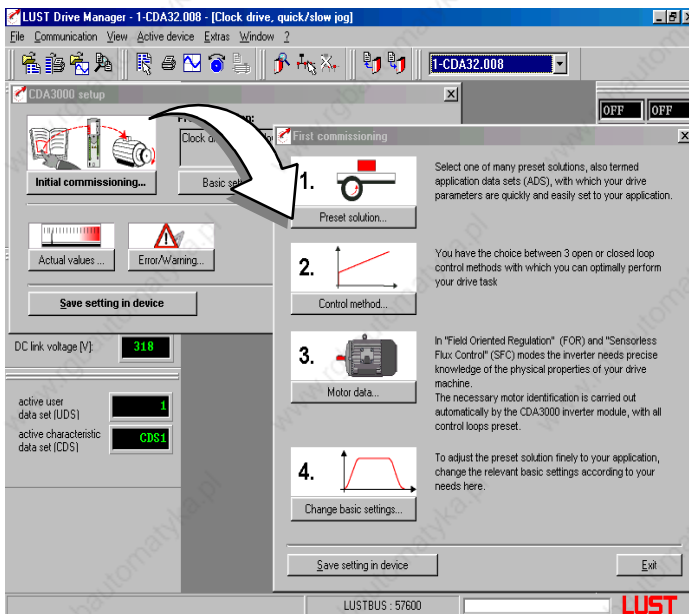 LUST Drive Manager - 1-CDA32.008 - [Clock drive, quick/slow jog]
File Communication View Active device Extras Window ?
1-CDA32.008
CDA3000 setup
Clock
Initial commissioning...
Basic
Actual values ...
Error/Warning...
Save setting in device
OFF OFF
DC link voltage [V]: 318
active user
data set (UDS)
1
active characteristic
data set (CDS)
CDS1
First commissioning
1.
Preset solution...
Select one of many preset solutions, also termed
application data sets (ADS), with which your drive
parameters are quickly and easily set to your application.
2.
Control method...
You have the choice between 3 open or closed loop
control methods with which you can optimally perform
your drive task
3.
Motor data...
In "Field Oriented Regulation" (FOR) and "Sensorless
Flux Control" (SFC) modes the inverter needs precise
knowledge of the physical properties of your drive
machine.
The necessary motor identification is carried out
automatically by the CDA3000 inverter module, with all
control loops preset.
4.
Change basic settings...
To adjust the preset solution finely to your application,
change the relevant basic settings according to your
needs here.
Save setting in device
Exit
LUSTBUS : 57600
LUST